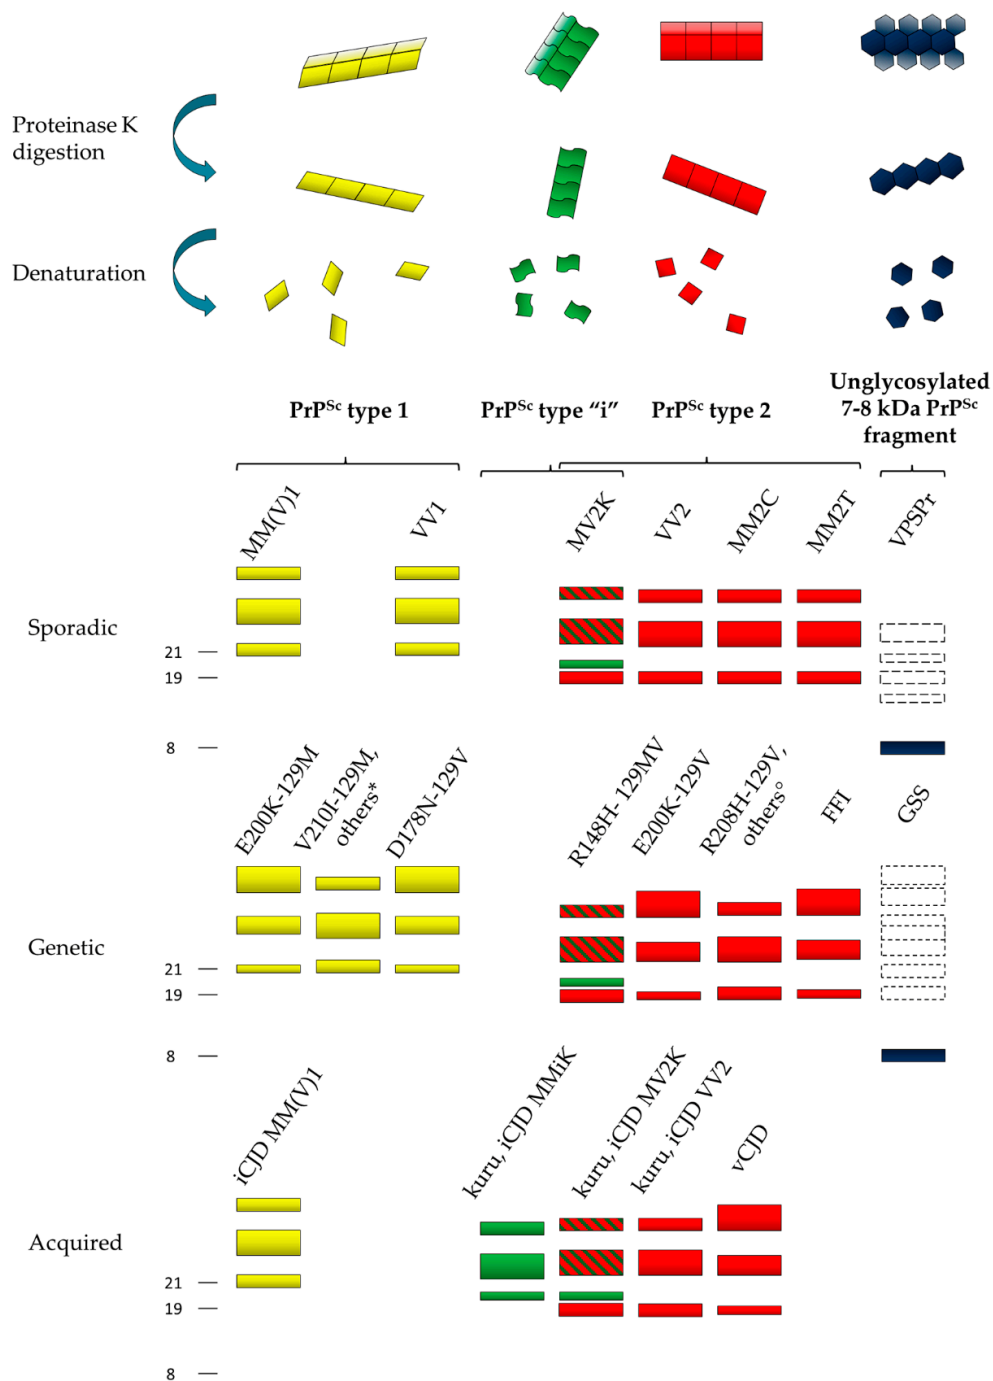 Proteinase K
digestion
Denaturation
PrPSc type 1
PrPSc type “i”
PrPSc type 2
Unglycosylated
7-8 kDa PrPSc
fragment
MM(V)1
VV1
MV2K
VV2
MM2C
MM2T
VPSPr
Sporadic
21
19
8
E200K-129M
V210I-129M,
others*
D178N-129V
R148H- 129MV
E200K-129V
R208H-129V,
others°
FFI
GSS
Genetic
21
19
8
iCJD MM(V)1
kuru, iCJD MMiK
kuru, iCJD MV2K
kuru, iCJD VV2
vCJD
Acquired
21
19
8